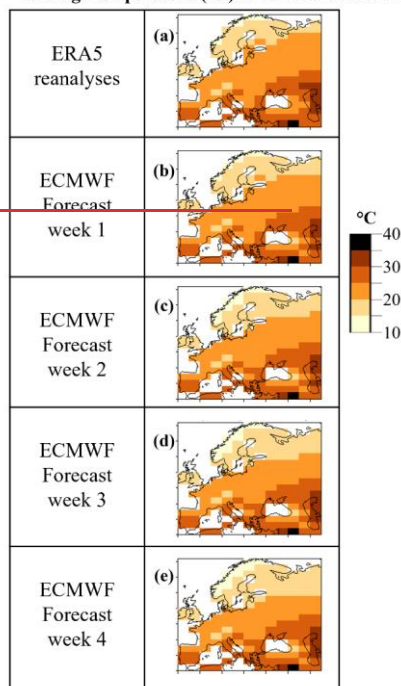 ERA5
reanalyses
(a)
ECMWF
Forecast
week 1
(b)
°C
40
30
20
10
ECMWF
Forecast
week 2
(c)
ECMWF
Forecast
week 3
(d)
ECMWF
Forecast
week 4
(e)